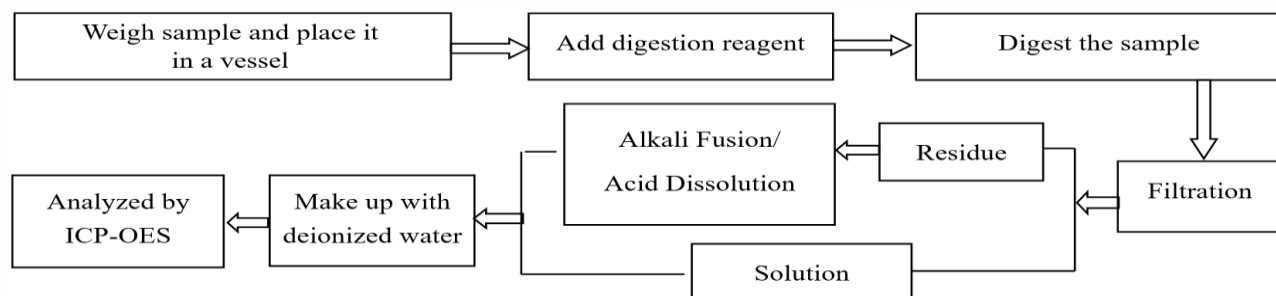 Weigh sample and place it
in a vessel
Add digestion reagent
Digest the sample
Filtration
Residue
Alkali Fusion/
Acid Dissolution
Solution
Make up with
deionized water
Analyzed by
ICP-OES